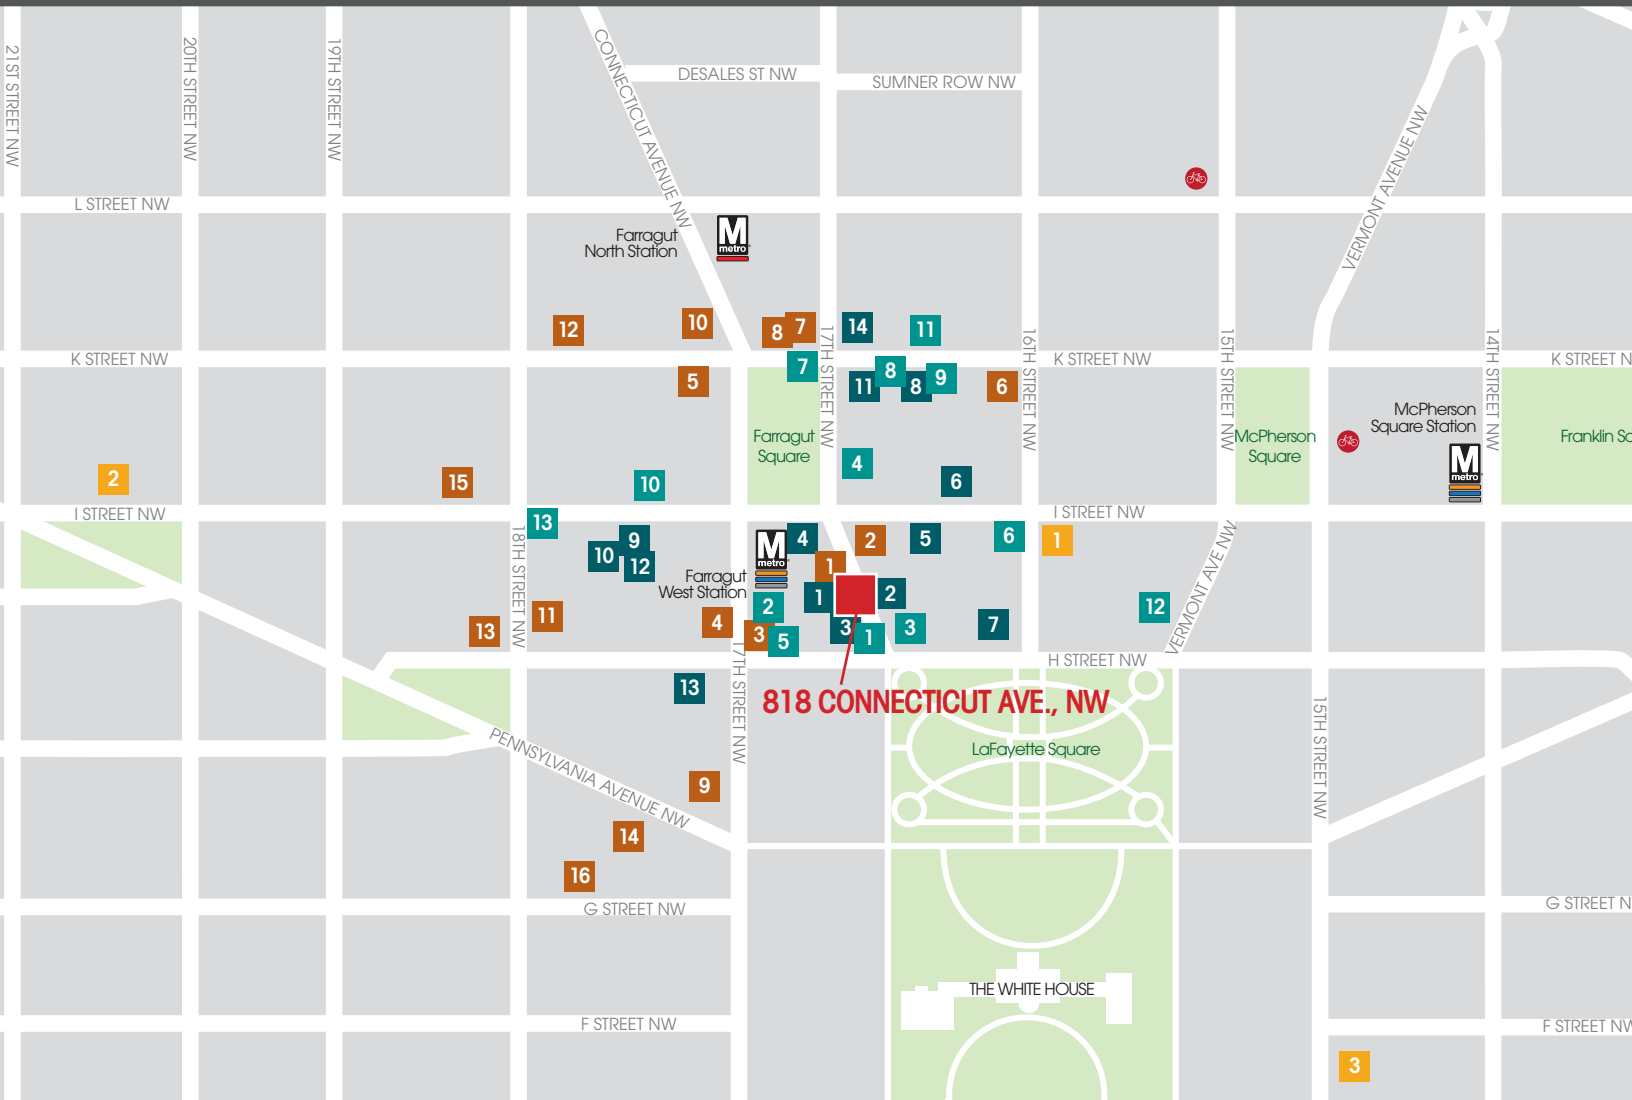 21ST STREET NW
20TH STREET NW
19TH STREET NW
CONNECTICUT AVENUE NW
DESALES ST NW
SUMNER ROW NW
VERMONT AVENUE NW
L STREET NW
Farragut
North Station
M
metro
12
10
8
7
14
11
17TH STREET NW
16TH STREET NW
15TH STREET NW
14TH STREET NW
K STREET NW
K STREET NW
K STREET N
5
7
11
8
8
9
6
Farragut
Square
McPherson
Square
McPherson
Square Station
M
metro
Franklin Sc
2
15
10
4
6
I STREET NW
I STREET NW
13
18TH STREET NW
9
10
12
M
metro
4
2
5
6
1
Farragut
West Station
1
1
2
2
3
5
4
3
1
3
7
12
VERMONT AVE NW
13
11
H STREET NW
17TH STREET NW
13
818 CONNECTICUT AVE., NW
LaFayette Square
15TH STREET NW
PENNSYLVANIA AVENUE NW
9
14
16
G STREET NW
G STREET N
THE WHITE HOUSE
F STREET NW
F STREET NW
3